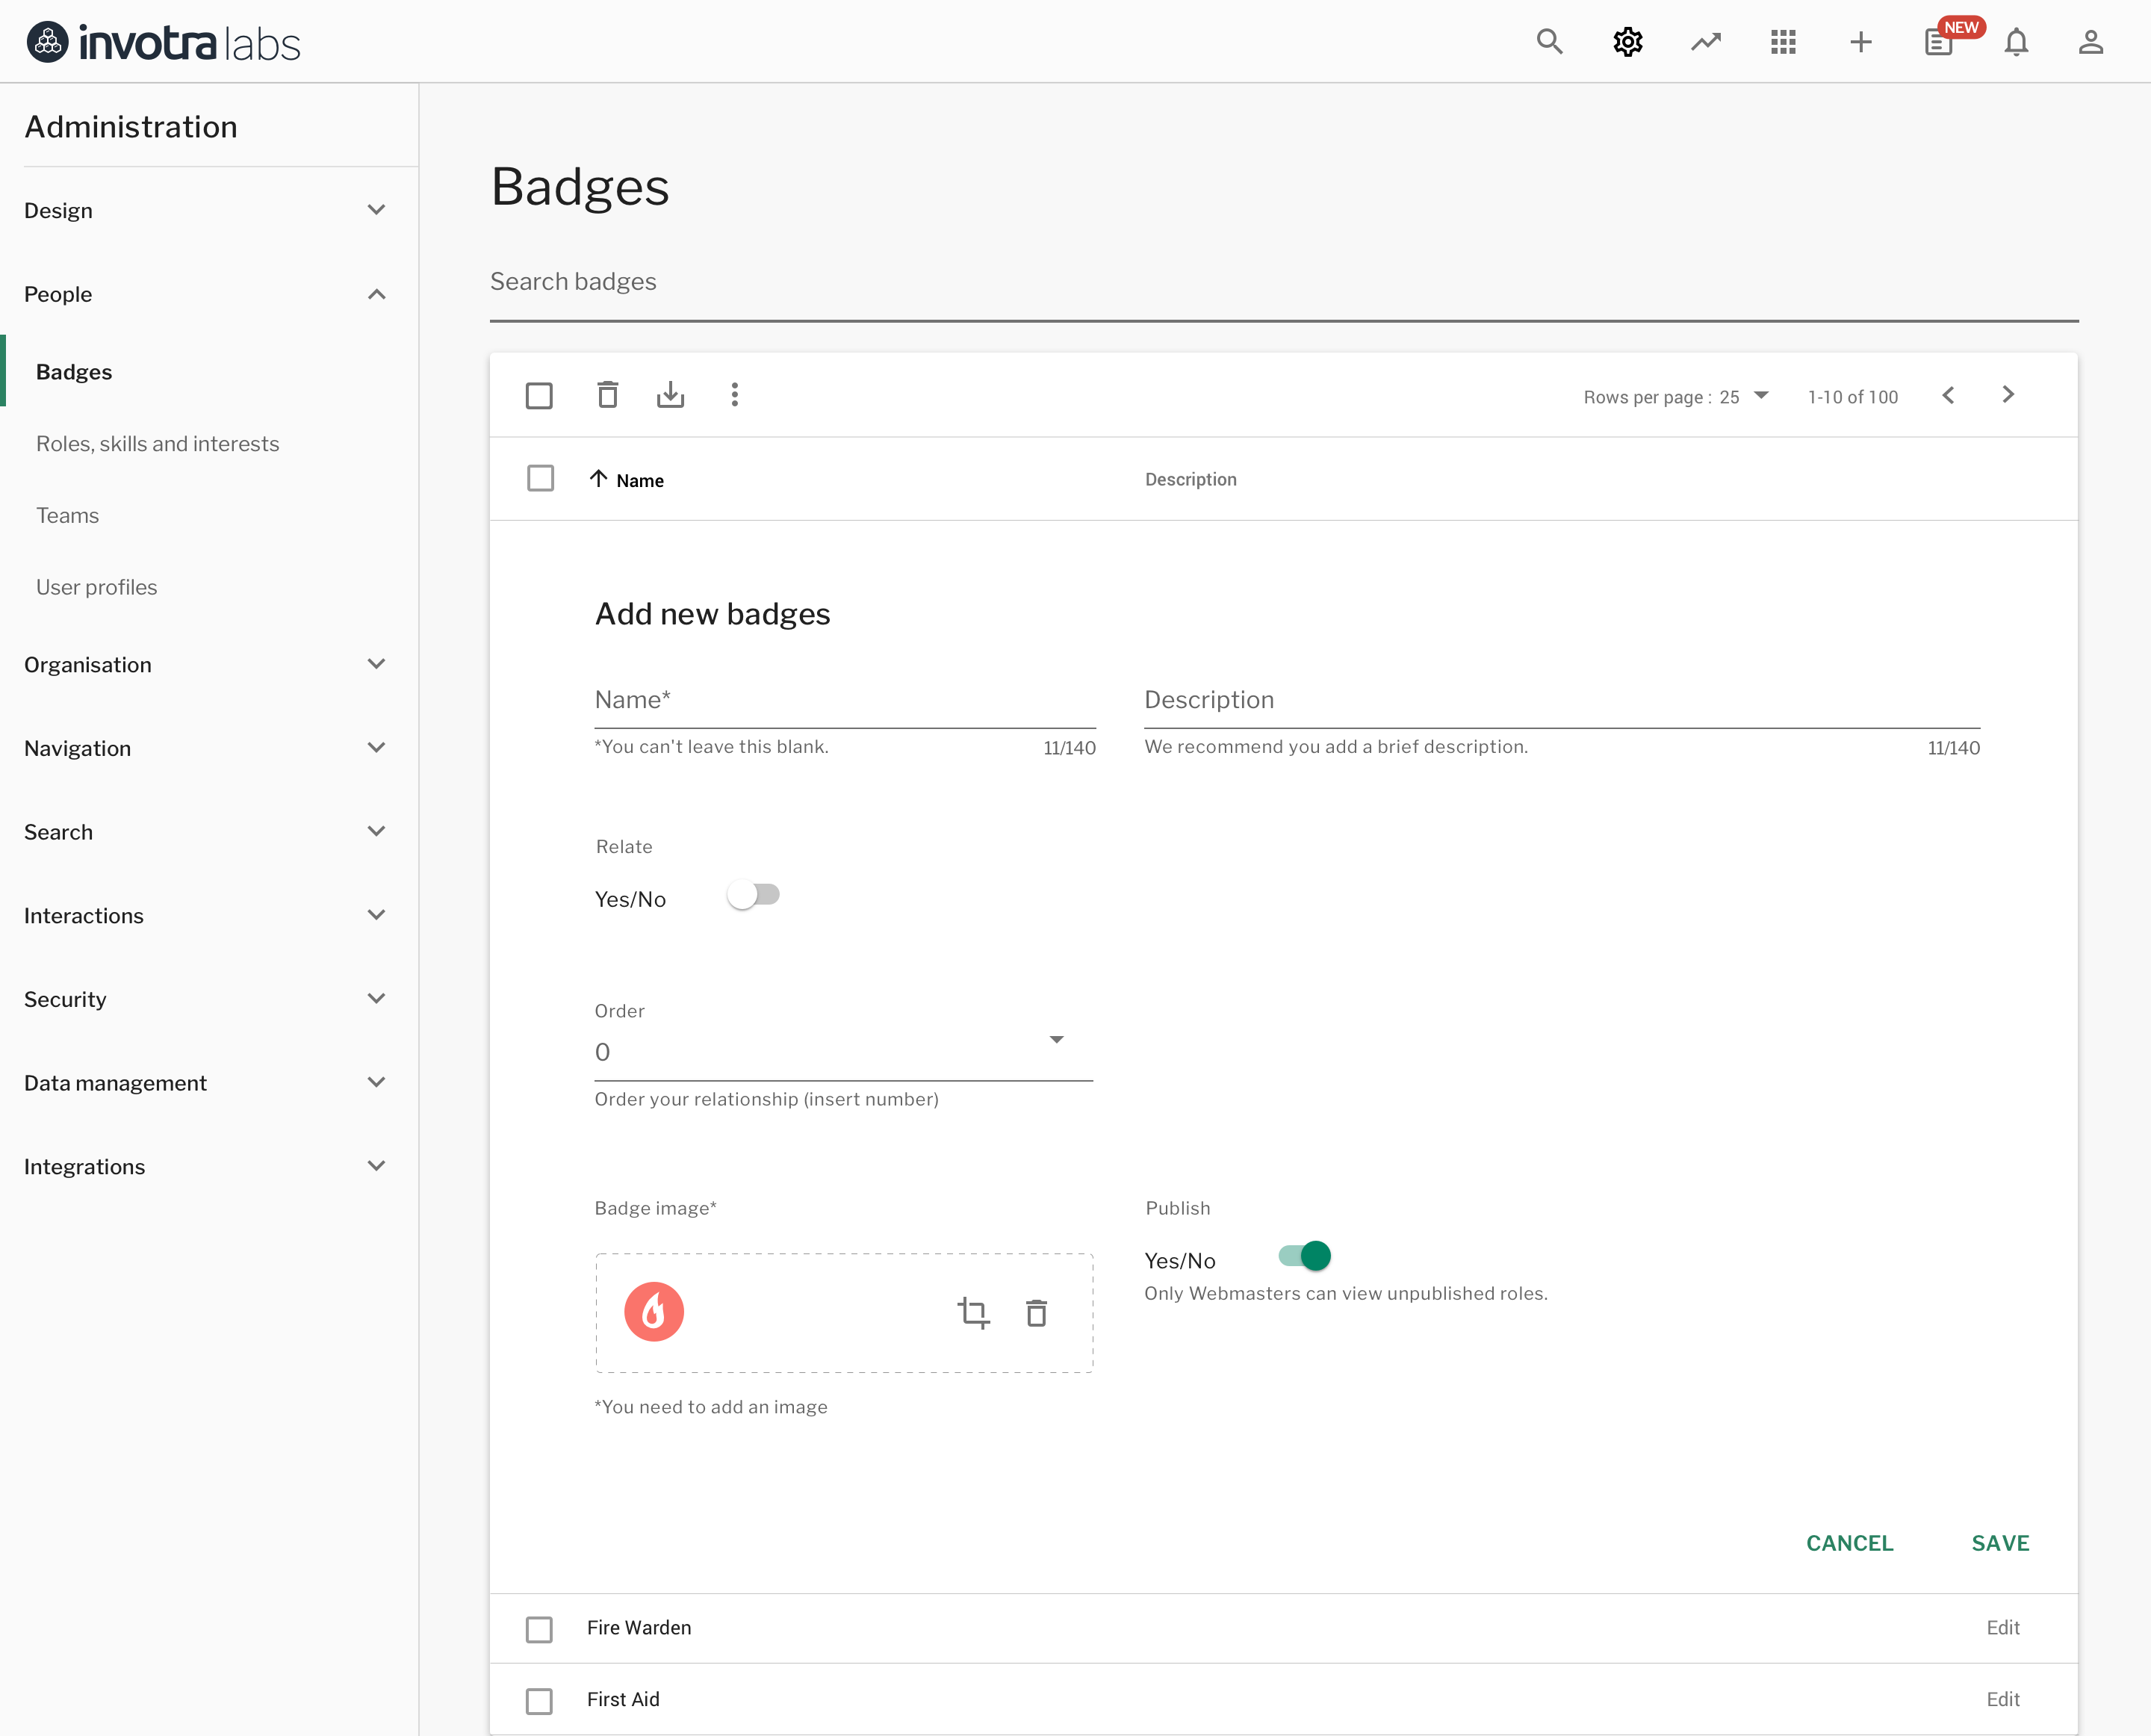 invotra labs
NEW
Administration
Design
People
Badges
Roles, skills and interests
Teams
User profiles
Organisation
Navigation
Search
Interactions
Security
Data management
Integrations
Badges
Search badges
Rows per page : 25
1-10 of 100
Name
Description
Add new badges
Name*
Description
*You can't leave this blank.
11/140
We recommend you add a brief description.
11/140
Relate
Yes/No
Order
0
Order your relationship (insert number)
Badge image*
Publish
Yes/No
Only Webmasters can view unpublished roles.
*You need to add an image
CANCEL
SAVE
Fire Warden
Edit
First Aid
Edit